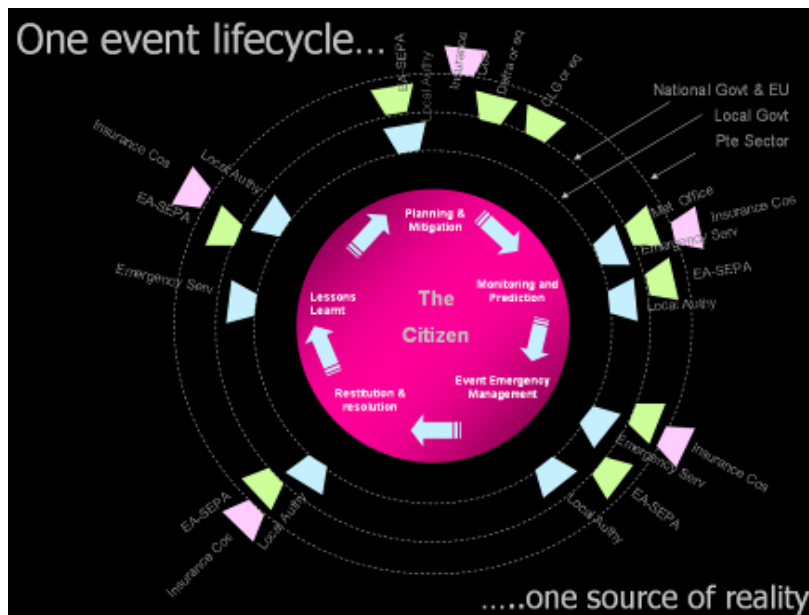 One event lifecycle…
EA-SEPA
Local Authy
Insurance
Cos
Defra or eq
CLG or eq
National Govt & EU
Local Govt
Pte Sector
Insurance Cos
EA-SEPA
Local Authy
Emergency Serv
Met Office
Insurance Cos
Emergency Serv
EA-SEPA
Local Authy
Planning &
Mitigation
Monitoring and
Prediction
Event Emergency
Management
Restitution &
resolution
Lessons
Learnt
The
Citizen
Emergency Serv
Insurance Cos
EA-SEPA
Local Authy
EA-SEPA
Insurance Cos
Local Authy
…..one source of reality